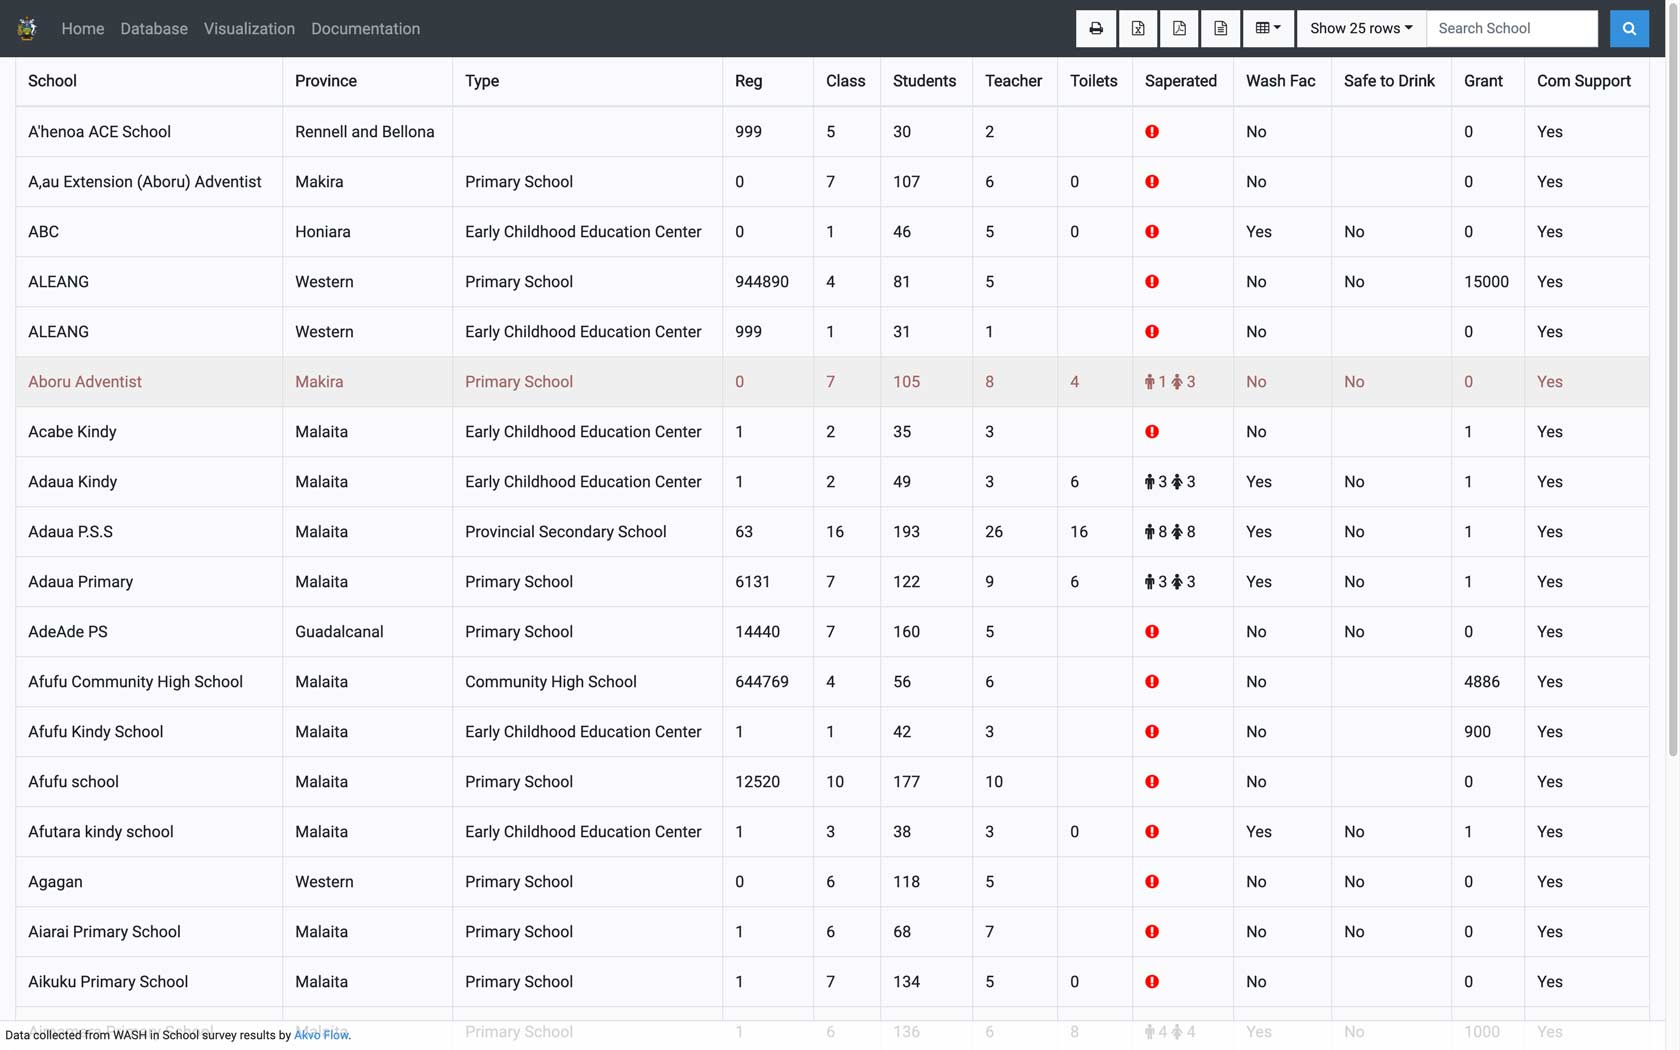 Home Database Visualization Documentation Show 25 rows Search School
School Province Type Reg Class Students Teacher Toilets Saperated Wash Fac Safe to Drink Grant Com Support
A'henoa ACE School Rennell and Bellona 999 5 30 2 No 0 Yes
A,au Extension (Aboru) Adventist Makira Primary School 0 7 107 6 0 No 0 Yes
ABC Honiara Early Childhood Education Center 0 1 46 5 0 Yes No 0 Yes
ALEANG Western Primary School 944890 4 81 5 No No 15000 Yes
ALEANG Western Early Childhood Education Center 999 1 31 1 No 0 Yes
Aboru Adventist Makira Primary School 0 7 105 8 4 1 3 No No 0 Yes
Acabe Kindy Malaita Early Childhood Education Center 1 2 35 3 No 1 Yes
Adaua Kindy Malaita Early Childhood Education Center 1 2 49 3 6 3 3 Yes No 1 Yes
Adaua P.S.S Malaita Provincial Secondary School 63 16 193 26 16 8 8 Yes No 1 Yes
Adaua Primary Malaita Primary School 6131 7 122 9 6 3 3 Yes No 1 Yes
AdeAde PS Guadalcanal Primary School 14440 7 160 5 No No 0 Yes
Afufu Community High School Malaita Community High School 644769 4 56 6 No 4886 Yes
Afufu Kindy School Malaita Early Childhood Education Center 1 1 42 3 No 900 Yes
Afufu school Malaita Primary School 12520 10 177 10 No 0 Yes
Afutara kindy school Malaita Early Childhood Education Center 1 3 38 3 0 Yes No 1 Yes
Agagan Western Primary School 0 6 118 5 No No 0 Yes
Aiarai Primary School Malaita Primary School 1 6 68 7 No No 0 Yes
Aikuku Primary School Malaita Primary School 1 7 134 5 0 No 0 Yes
Primary School Malaita Primary School 1 6 136 6 8 4 4 Yes No 1000 Yes
Data collected from WASH in School survey results by Akvo Flow.